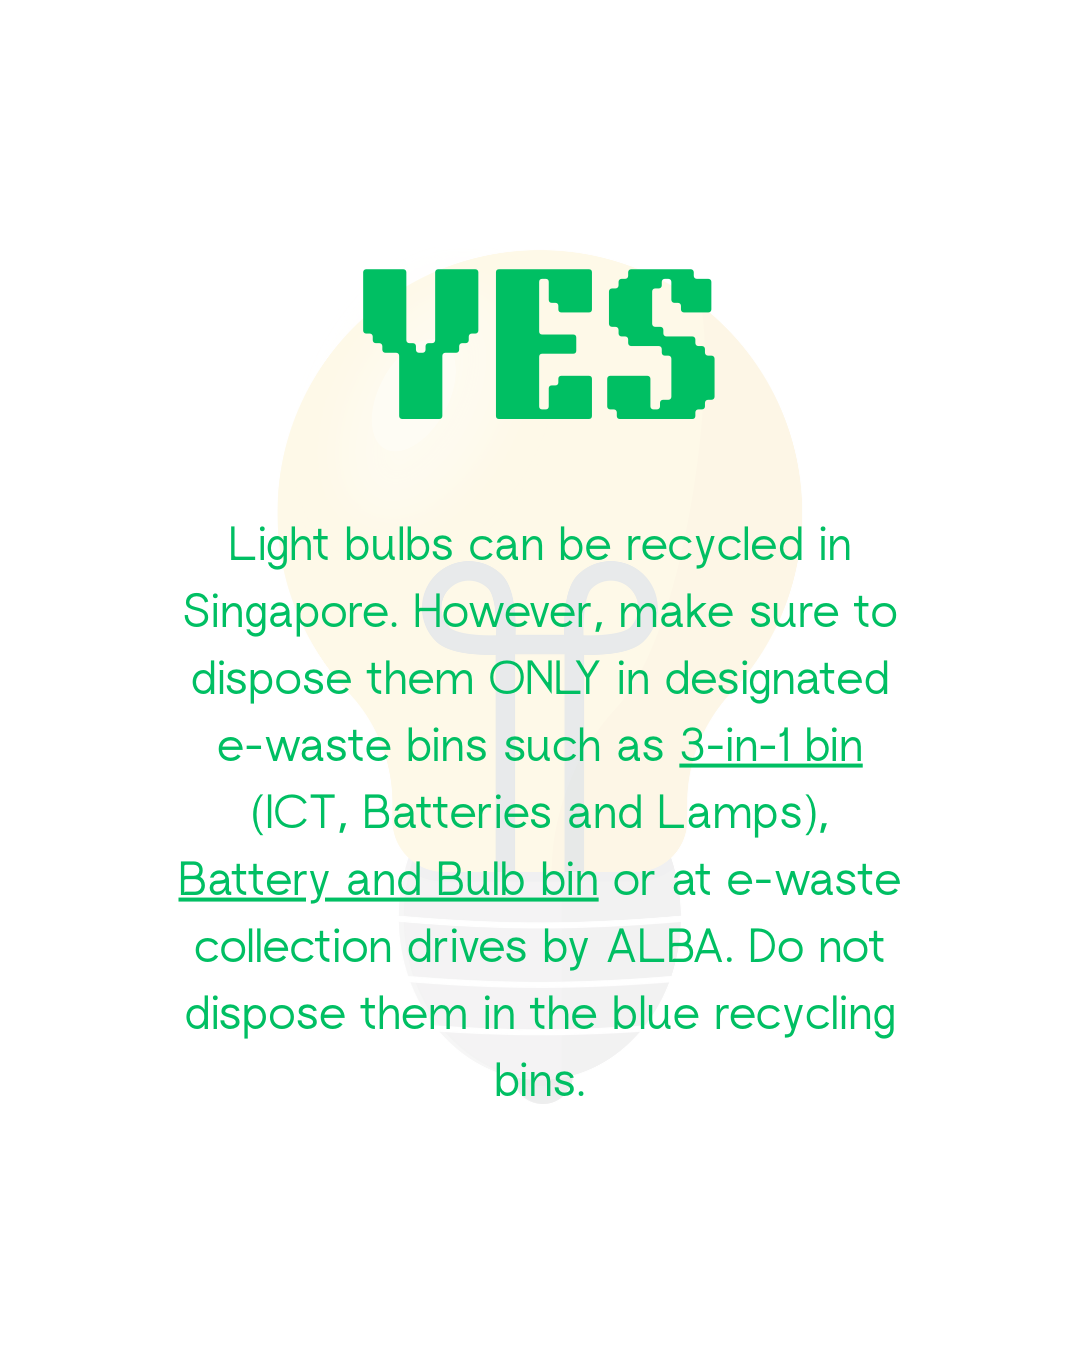 YES
Light bulbs can be recycled in
Singapore. However, make sure to
dispose them ONLY in designated
e-waste bins such as 3-in-1 bin
(ICT, Batteries and Lamps),
Battery and Bulb bin or at e-waste
collection drives by ALBA. Do not
dispose them in the blue recycling
bins.